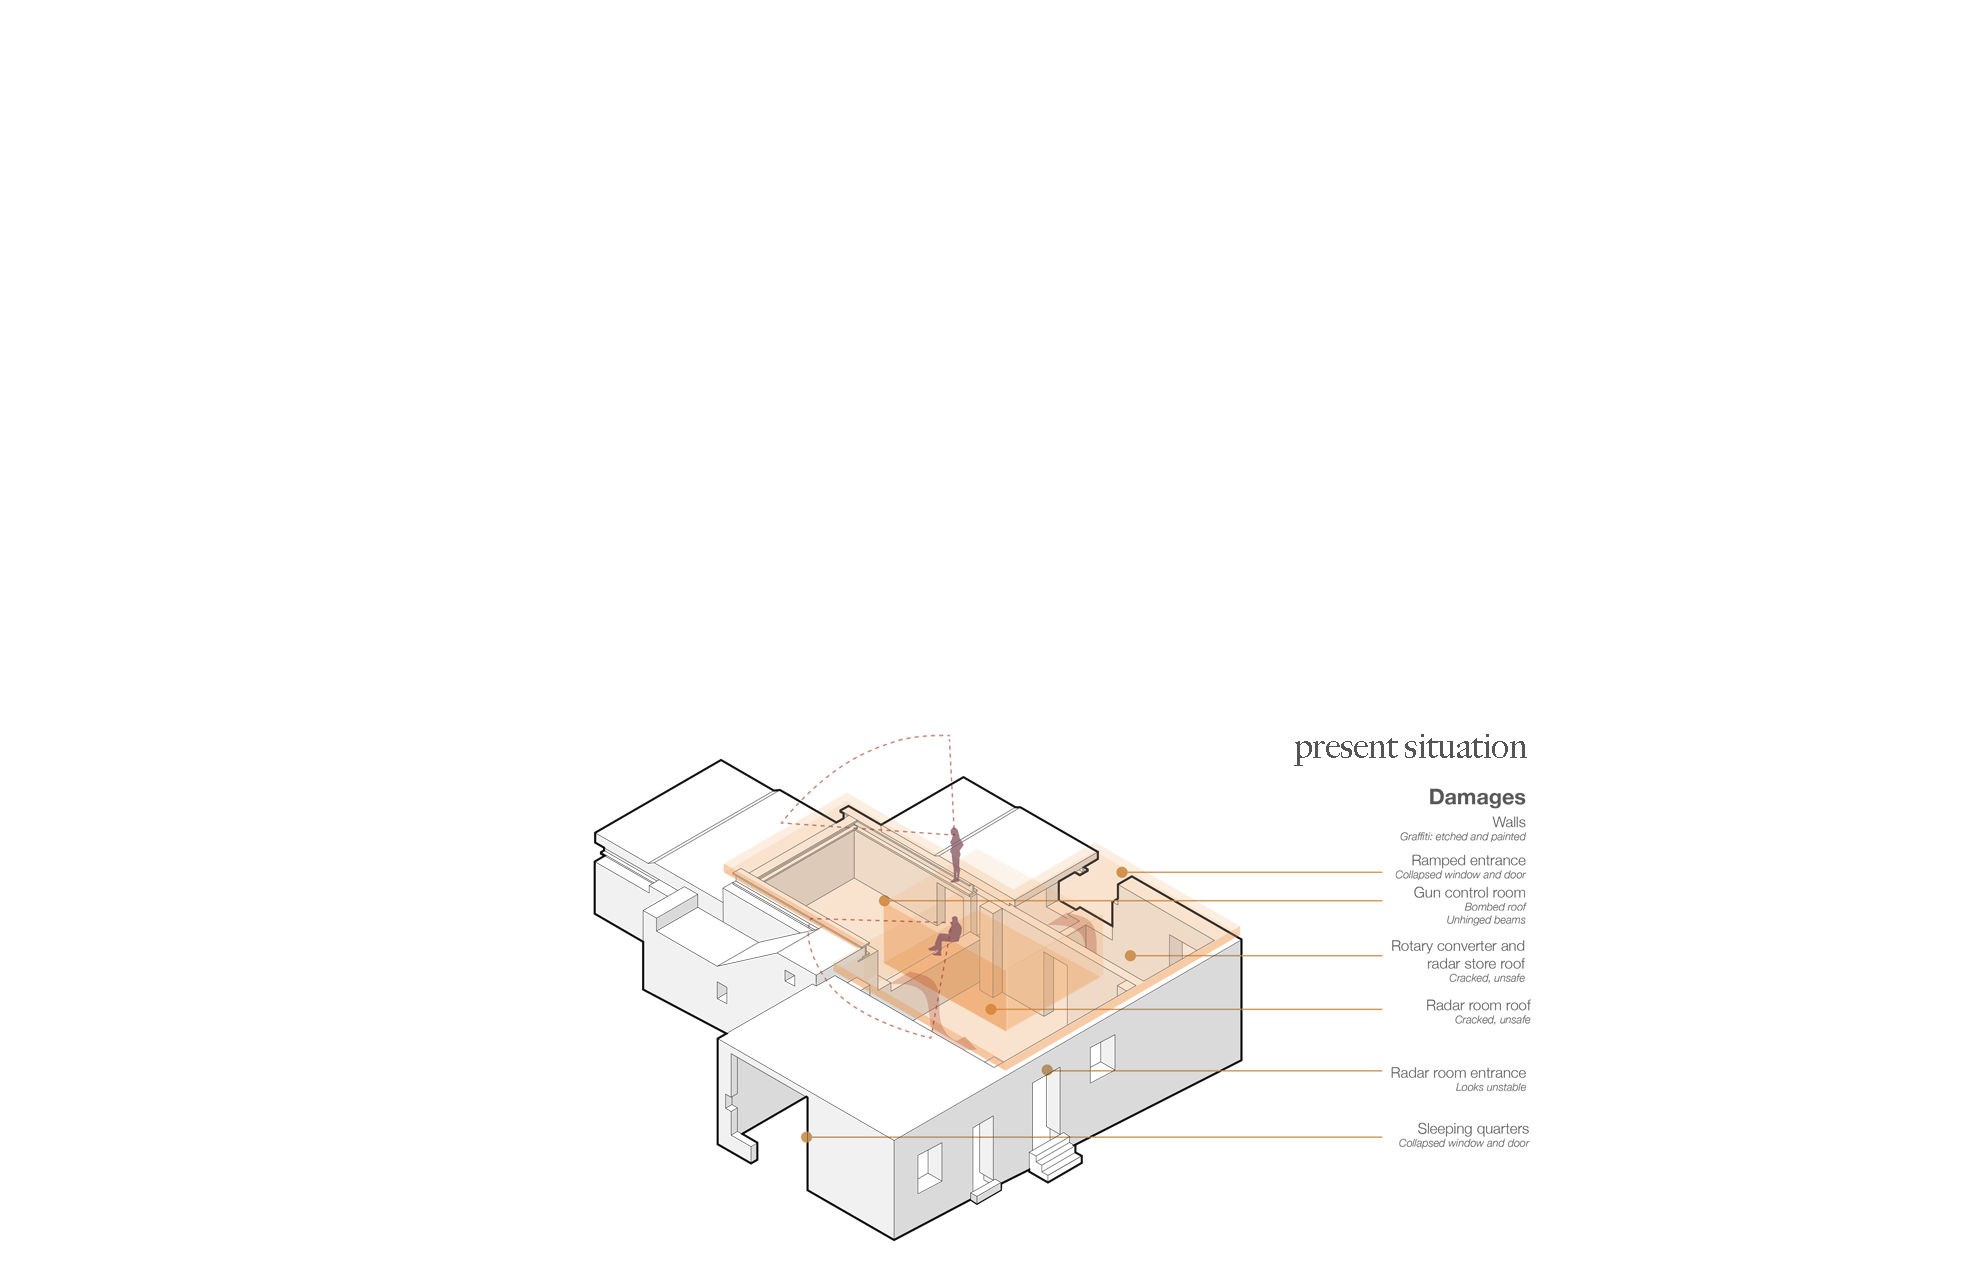 present situation
Damages
Walls
Graffiti: etched and painted
Ramped entrance
Collapsed window and door
Gun control room
Bombed roof
Unhinged beams
Rotary converter and
radar store roof
Cracked, unsafe
Radar room roof
Cracked, unsafe
Radar room entrance
Looks unstable
Sleeping quarters
Collapsed window and door